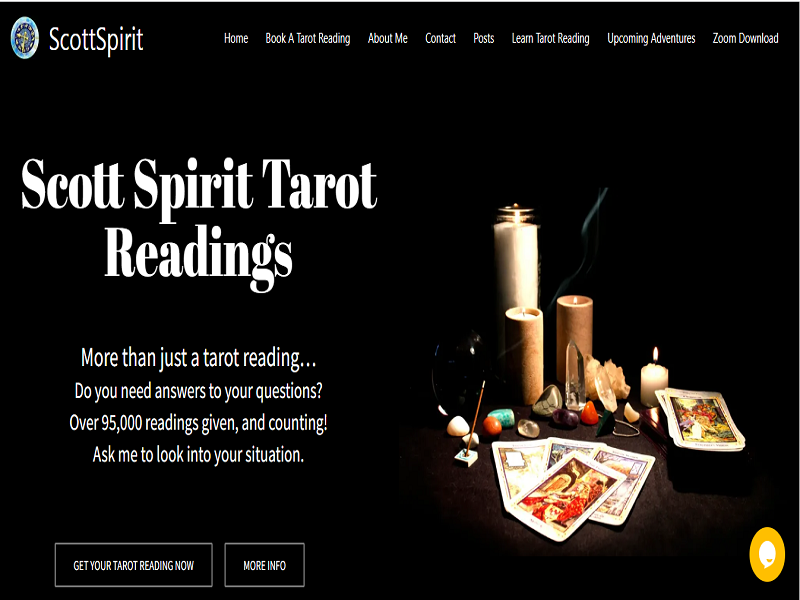 ScottSpirit
Home
Book A Tarot Reading
About Me
Contact
Posts
Learn Tarot Reading
Upcoming Adventures
Zoom Download
Scott Spirit Tarot
Readings
More than just a tarot reading…
Do you need answers to your questions?
Over 95,000 readings given, and counting!
Ask me to look into your situation.
GET YOUR TAROT READING NOW
MORE INFO